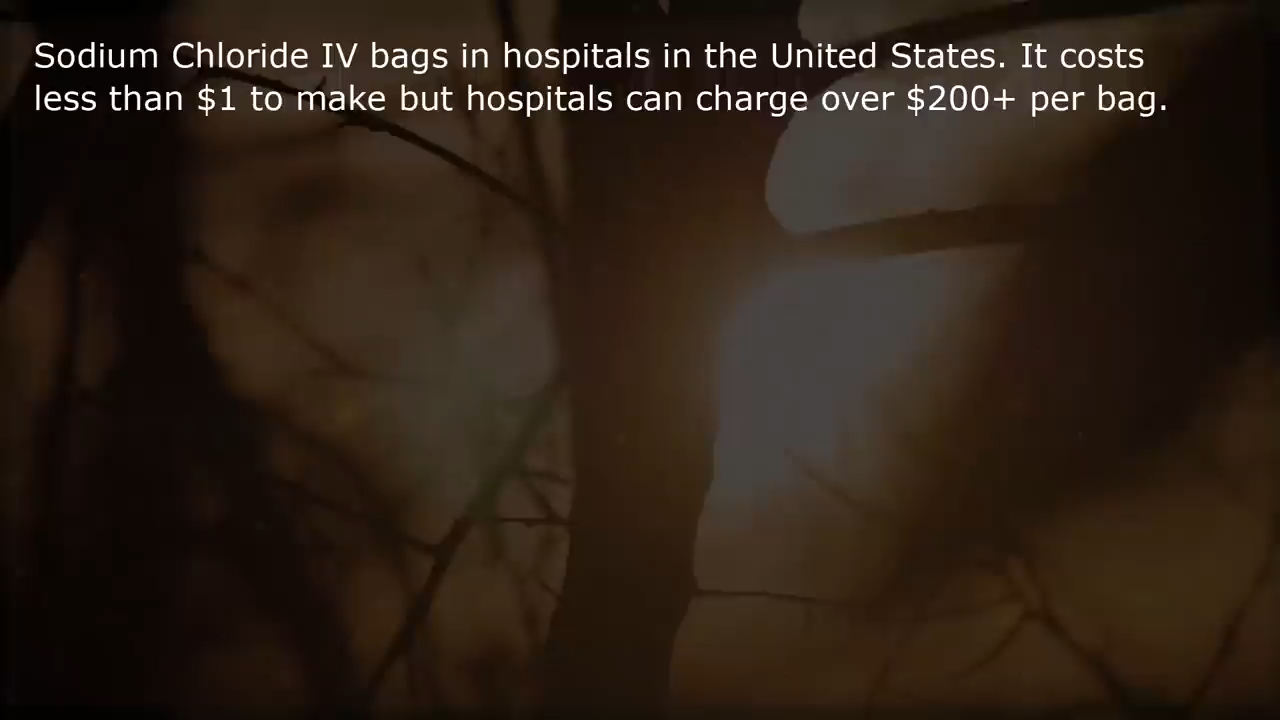 Sodium Chloride IV bags in hospitals in the United States. It costs
less than $1 to make but hospitals can charge over $200+ per bag.